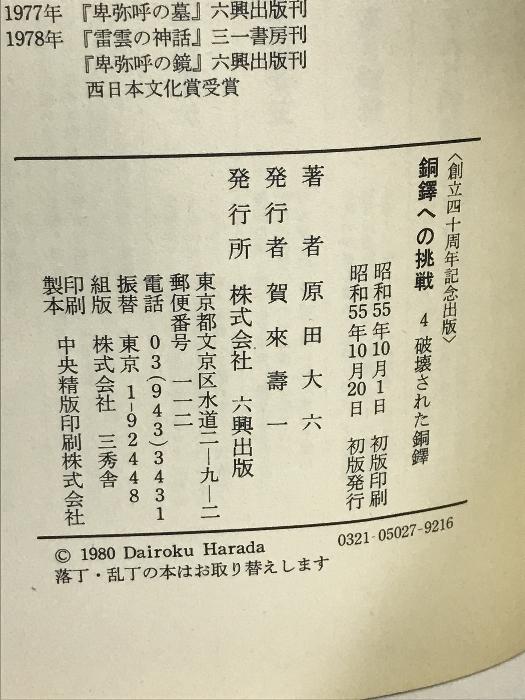 1977年 『卑弥呼の墓』六興出版刊
1978年 『雷雲の神話』三一書房刊
『卑弥呼の鏡』六興出版刊
西日本文化賞受賞
〈創立四十周年記念出版〉
銅鐸への挑戦 4 破壊された銅鐸
昭和55年10月1日 初版印刷
昭和55年10月20日 初版発行
著者 原田大六
発行者 賀來壽一
発行所 株式会社 六興出版
東京都文京区水道二―九―二
郵便番号 一一二
電話 03(943)3431
振替 東京 1-92448
組版 株式会社 三秀舎
印刷 製本 中央精版印刷株式会社
© 1980 Dairoku Harada 0321-05027-9216
落丁・乱丁の本はお取り替えします